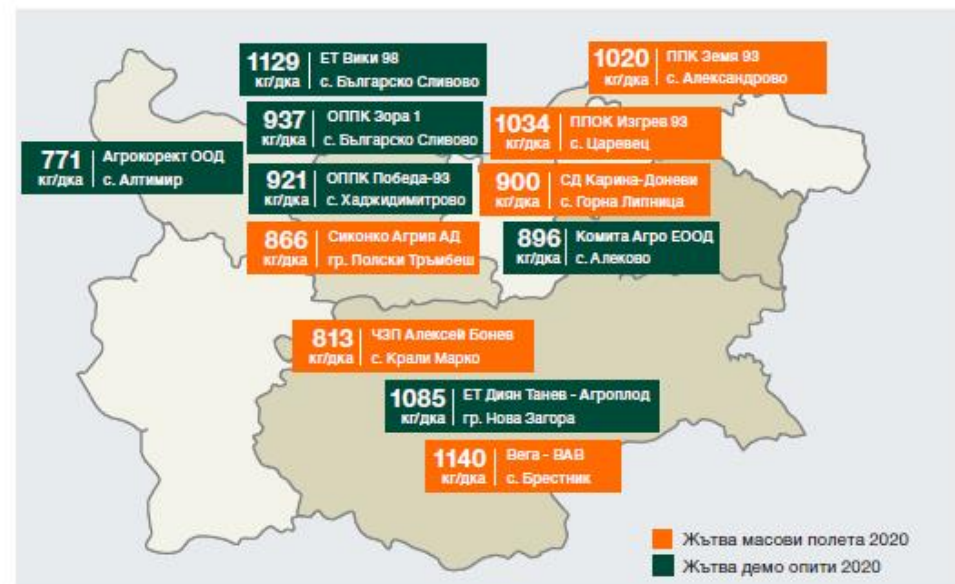 1129
кг/дка
ЕТ Вики 98
с. Българско Сливово
1020
кг/дка
ППК Земя 93
с. Александрово
937
кг/дка
ОППК Зора 1
с. Българско Сливово
1034
кг/дка
ППОК Изгрев 93
с. Царевец
771
кг/дка
Агрокорект ООД
с. Алтимир
921
кг/дка
ОППК Победа-93
с. Хаджидимитрово
900
кг/дка
СД Карина-Доневи
с. Горна Липница
866
кг/дка
Сиконко Агрия АД
гр. Полски Тръмбеш
896
кг/дка
Комита Агро ЕООД
с. Алеково
813
кг/дка
ЧЗП Алексей Бонев
с. Крали Марко
1085
кг/дка
ЕТ Диян Танев - Агроплод
гр. Нова Загора
1140
кг/дка
Вега - ВАВ
с. Брестник
Жътва масови полета 2020
Жътва демо опити 2020